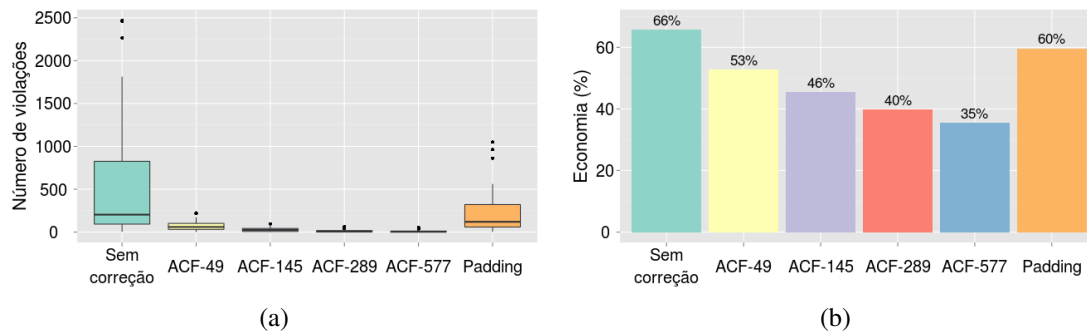 2500
2000
1500
1000
500
0
Número de violações
Sem correção
ACF-49
ACF-145
ACF-289
ACF-577
Padding
(a)
60
40
20
0
Economia (%)
66%
53%
46%
40%
35%
60%
Sem correção
ACF-49
ACF-145
ACF-289
ACF-577
Padding
(b)